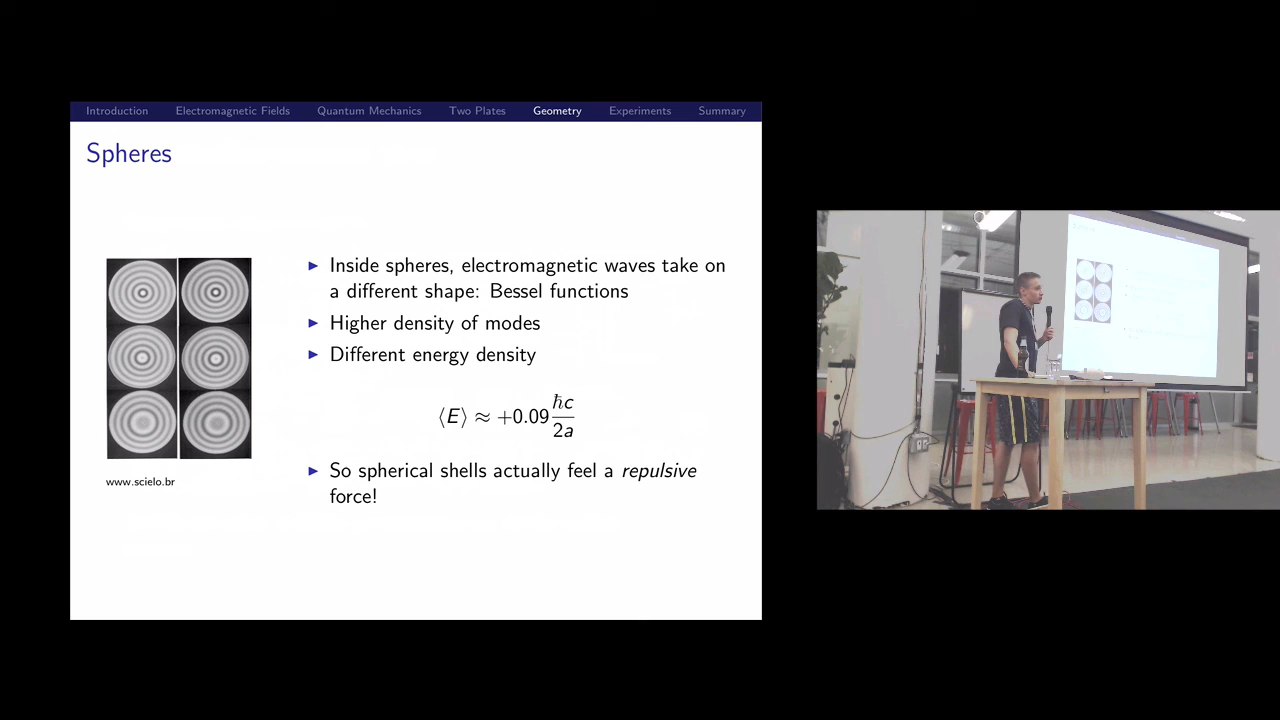 Introduction Electromagnetic Fields Quantum Mechanics Two Plates Geometry Experiments Summary
Spheres
▶ Inside spheres, electromagnetic waves take on
a different shape: Bessel functions
▶ Higher density of modes
▶ Different energy density
⟨E⟩ ≈ +0.09 ħc/2a
▶ So spherical shells actually feel a repulsive
force!
www.scielo.br